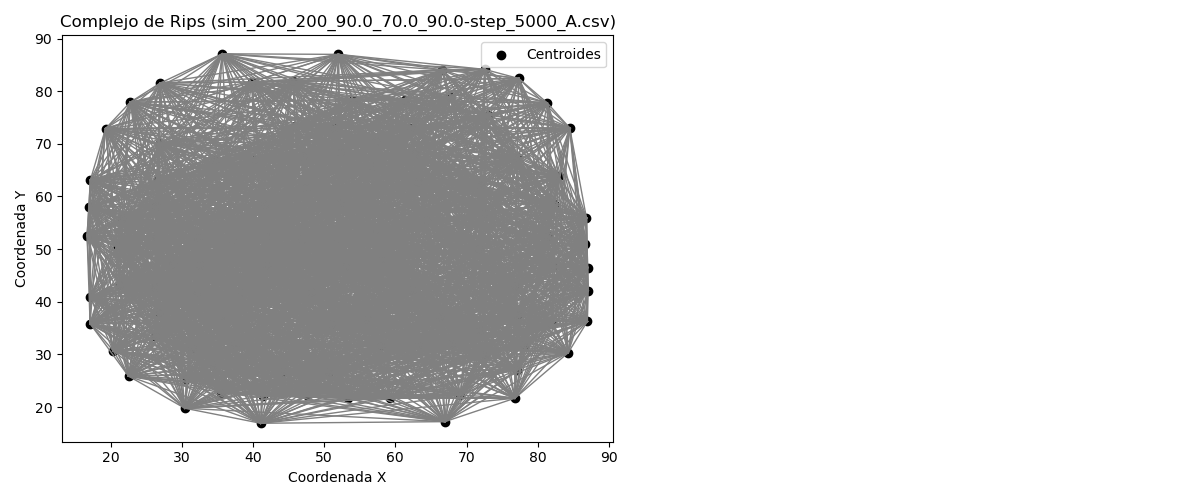 Complejo de Rips (sim_200_200_90.0_70.0_90.0-step_5000_A.csv)
Centroides
90
80
70
60
50
40
30
20
Coordenada Y
20 30 40 50 60 70 80 90
Coordenada X